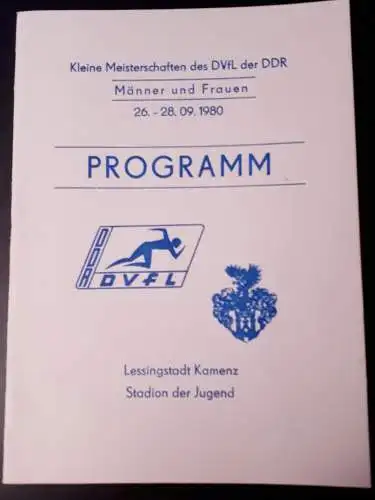 Kleine Meisterschaften des DVfL der DDR
Männer und Frauen
26. - 28. 09. 1980
PROGRAMM
DDR
DVfL
Lessingstadt Kamenz
Stadion der Jugend